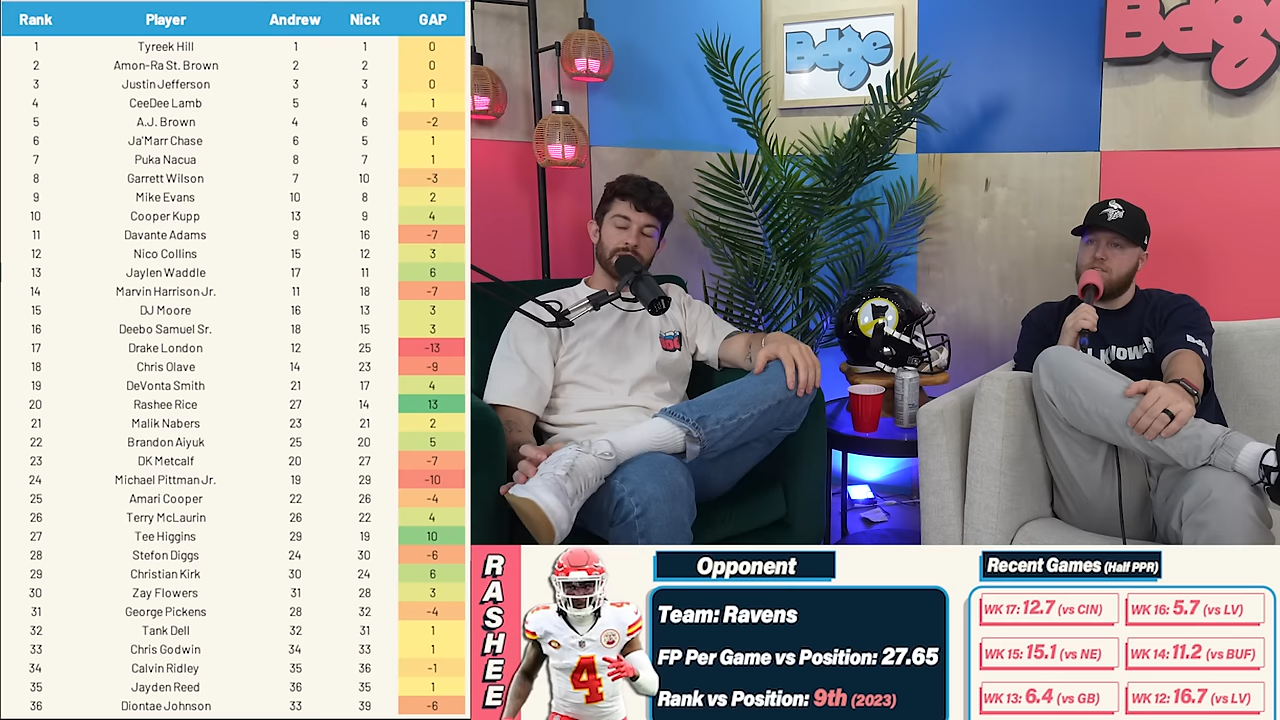 Rank Player Andrew Nick GAP
1 Tyreek Hill 1 1 0
2 Amon-Ra St. Brown 2 2 0
3 Justin Jefferson 3 3 0
4 CeeDee Lamb 5 4 1
5 A.J. Brown 4 6 -2
6 Ja'Marr Chase 6 5 1
7 Puka Nacua 8 7 1
8 Garrett Wilson 7 10 -3
9 Mike Evans 10 8 2
10 Cooper Kupp 13 9 4
11 Davante Adams 9 16 -7
12 Nico Collins 15 12 3
13 Jaylen Waddle 17 11 6
14 Marvin Harrison Jr. 11 18 -7
15 DJ Moore 16 13 3
16 Deebo Samuel Sr. 18 15 3
17 Drake London 12 25 -13
18 Chris Olave 14 23 -9
19 DeVonta Smith 21 17 4
20 Rashee Rice 27 14 13
21 Malik Nabers 23 21 2
22 Brandon Aiyuk 25 20 5
23 DK Metcalf 20 27 -7
24 Michael Pittman Jr. 19 29 -10
25 Amari Cooper 22 26 -4
26 Terry McLaurin 26 22 4
27 Tee Higgins 29 19 10
28 Stefon Diggs 24 30 -6
29 Christian Kirk 30 24 6
30 Zay Flowers 31 28 3
31 George Pickens 28 32 -4
32 Tank Dell 32 31 1
33 Chris Godwin 34 33 1
34 Calvin Ridley 35 36 -1
35 Jayden Reed 36 35 1
36 Diontae Johnson 33 39 -6
Bdge
Bdge
RASHEE
4
Opponent
Team: Ravens
FP Per Game vs Position: 27.65
Rank vs Position: 9th (2023)
Recent Games (Half PPR)
WK 17: 12.7 (vs CIN) WK 16: 5.7 (vs LV)
WK 15: 15.1 (vs NE) WK 14: 11.2 (vs BUF)
WK 13: 6.4 (vs GB) WK 12: 16.7 (vs LV)